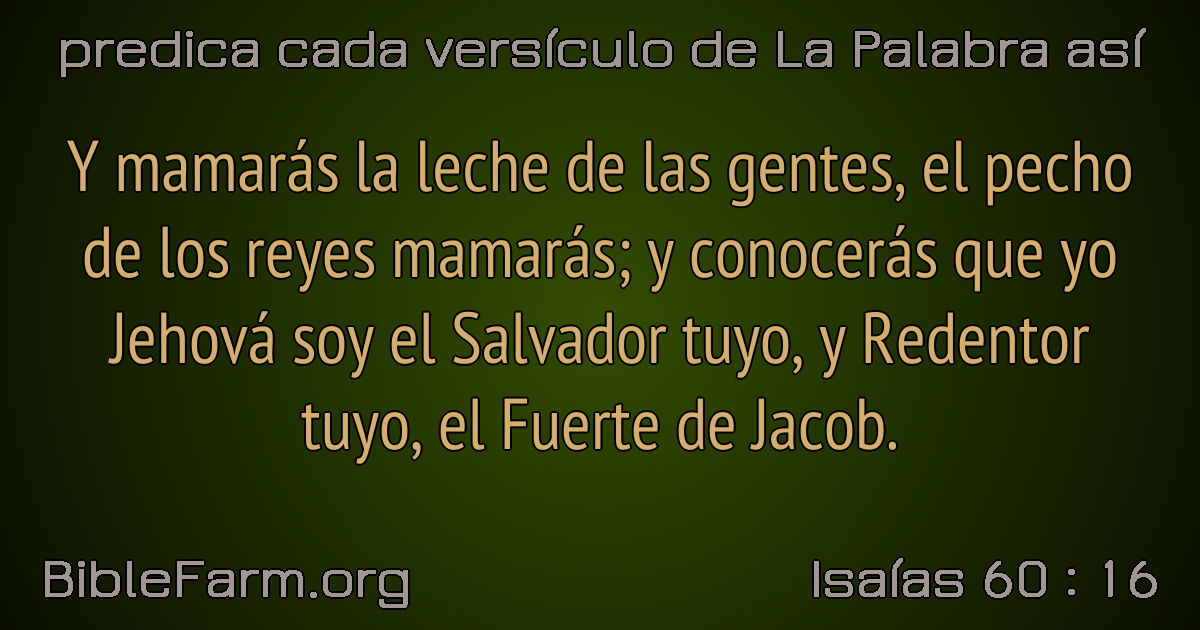 predica cada versículo de La Palabra así
Y mamarás la leche de las gentes, el pecho
de los reyes mamarás; y conocerás que yo
Jehová soy el Salvador tuyo, y Redentor
tuyo, el Fuerte de Jacob.
BibleFarm.org
Isaías 60 : 16